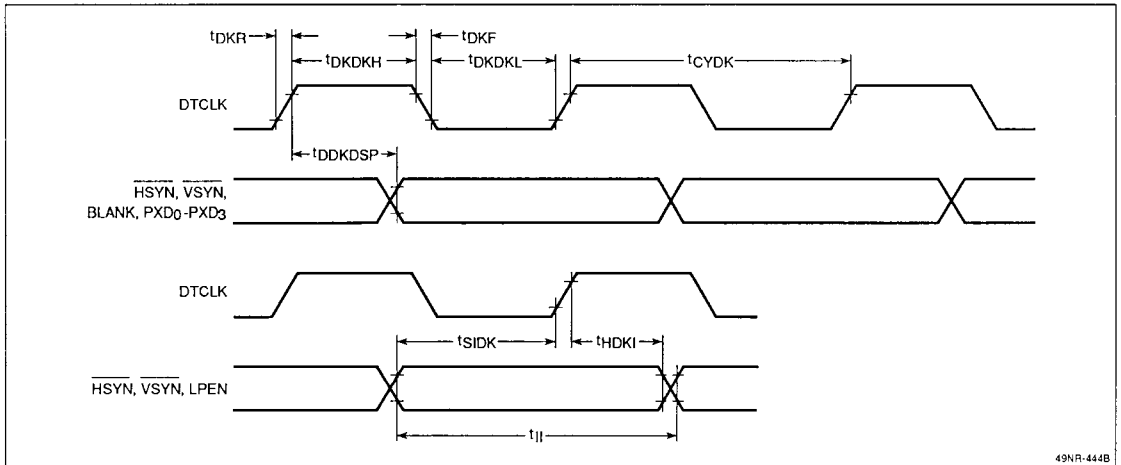 tDKR
tDKF
tDKDKH
tDKDKL
tCYDK
DTCLK
tDDKDSP
HSYN, VSYN,
BLANK, PXD0-PXD3
DTCLK
tSIDK
tHDKI
HSYN, VSYN, LPEN
tII
49NR-444B